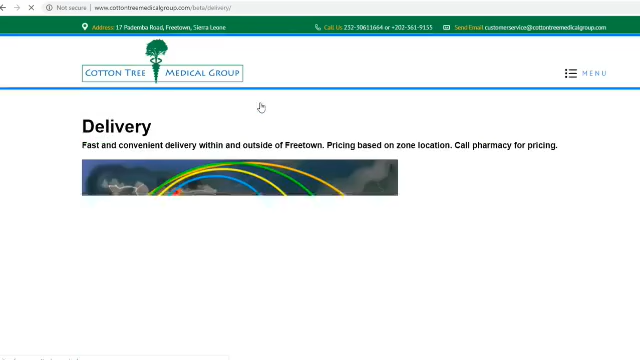 Not secure | www.cottontreemedicalgroup.com/beta/delivery/
Address: 17 Pademba Road, Freetown, Sierra Leone
Call Us 232-30611664 or +202-361-9155
Send Email customerservice@cottontreemedicalgroup.com
COTTON TREE MEDICAL GROUP
MENU
Delivery
Fast and convenient delivery within and outside of Freetown. Pricing based on zone location. Call pharmacy for pricing.